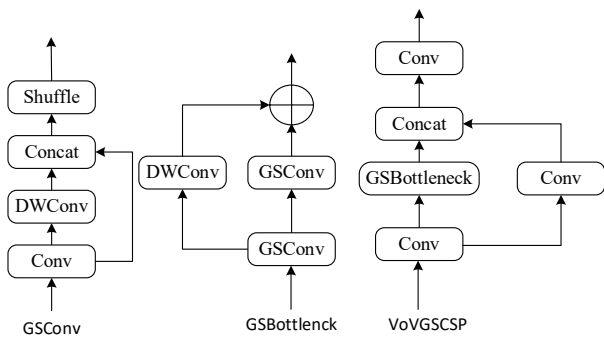 Shuffle
Concat
DWConv
Conv
GSConv
DWConv
GSConv
GSConv
GSBottlenck
Conv
Concat
GSBottleneck
Conv
Conv
VoVGSCSP